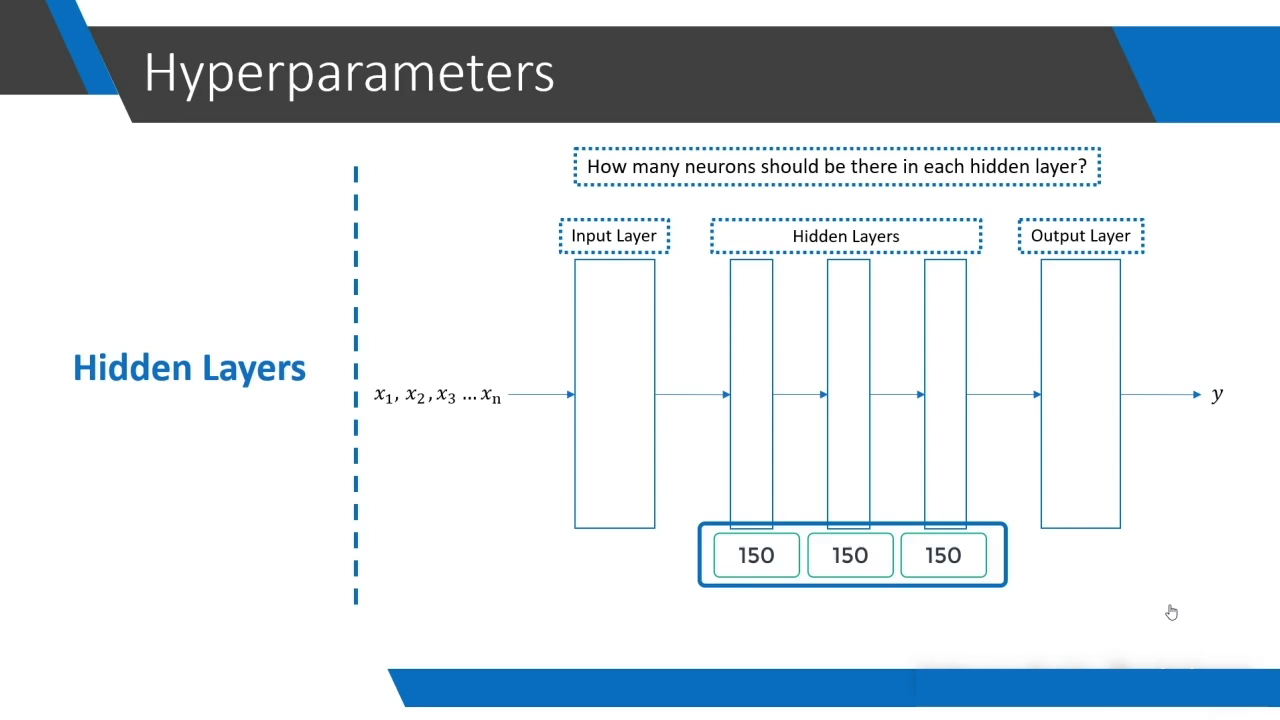 Hyperparameters
How many neurons should be there in each hidden layer?
Input Layer
Hidden Layers
Output Layer
Hidden Layers
x₁, x₂, x₃ ... xₙ
y
150
150
150